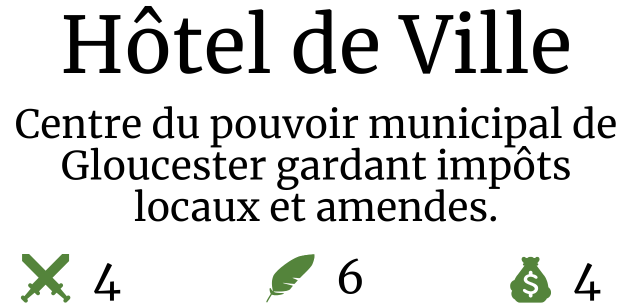 Hôtel de Ville
Centre du pouvoir municipal de
Gloucester gardant impôts
locaux et amendes.
4 6 $ 4